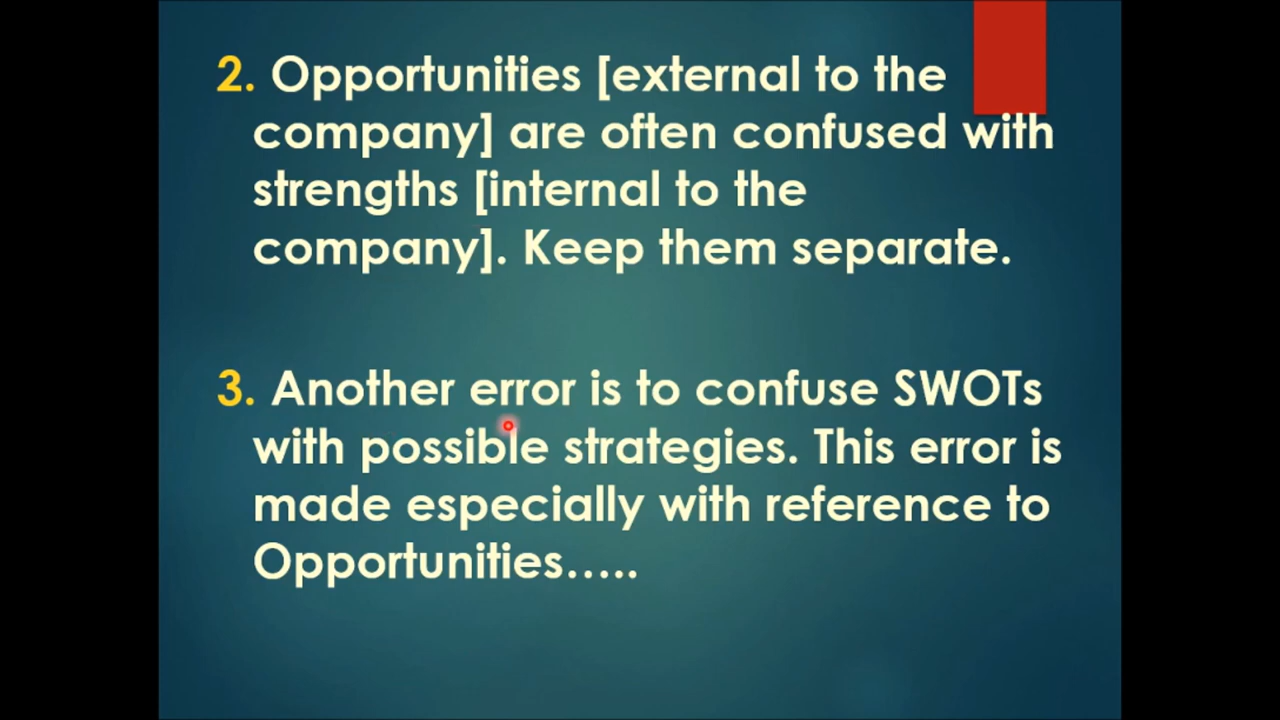 2. Opportunities [external to the
company] are often confused with
strengths [internal to the
company]. Keep them separate.
3. Another error is to confuse SWOTs
with possible strategies. This error is
made especially with reference to
Opportunities…..